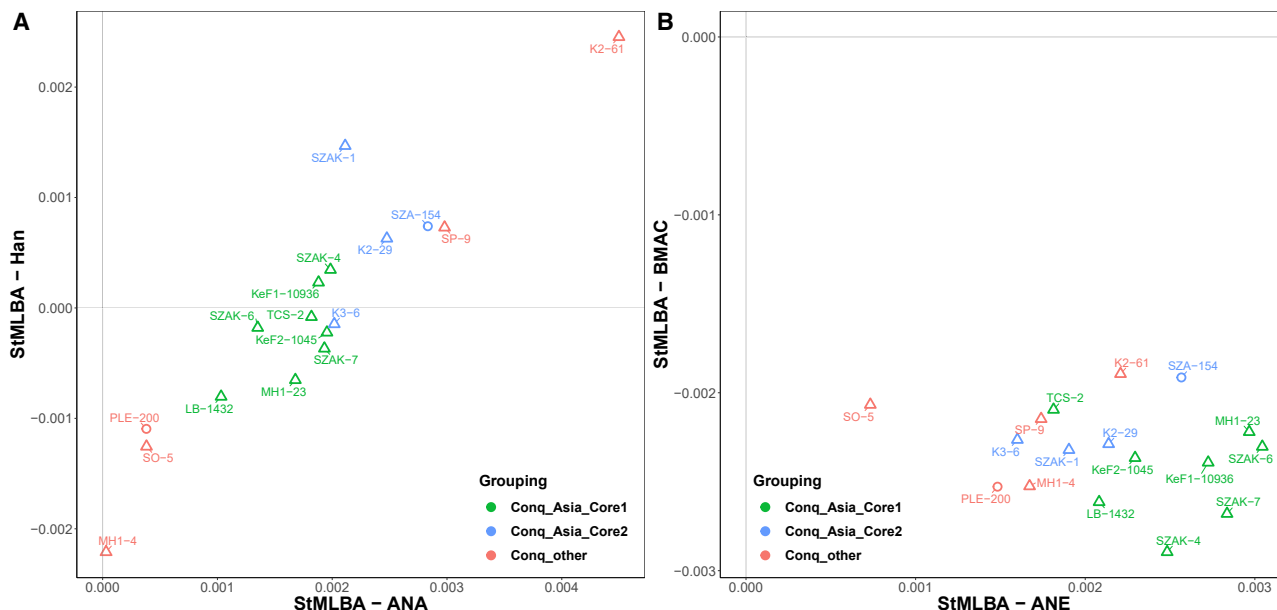 A
StMLBA − Han
0.002
0.001
0.000
−0.001
−0.002
K2−61
SZAK−1
SZA−154
SP−9
K2−29
SZAK−4
KeF1−10936
SZAK−6
TCS−2
K3−6
KeF2−1045
SZAK−7
MH1−23
LB−1432
PLE−200
SO−5
MH1−4
Grouping
Conq_Asia_Core1
Conq_Asia_Core2
Conq_other
0.000
0.001
0.002
0.003
0.004
StMLBA − ANA
B
StMLBA − BMAC
0.000
−0.001
−0.002
−0.003
K2−61
SZA−154
SO−5
TCS−2
SP−9
MH1−23
K3−6
K2−29
SZAK−1
KeF2−1045
SZAK−6
KeF1−10936
PLE−200
MH1−4
LB−1432
SZAK−7
SZAK−4
Grouping
Conq_Asia_Core1
Conq_Asia_Core2
Conq_other
0.000
0.001
0.002
0.003
StMLBA − ANE